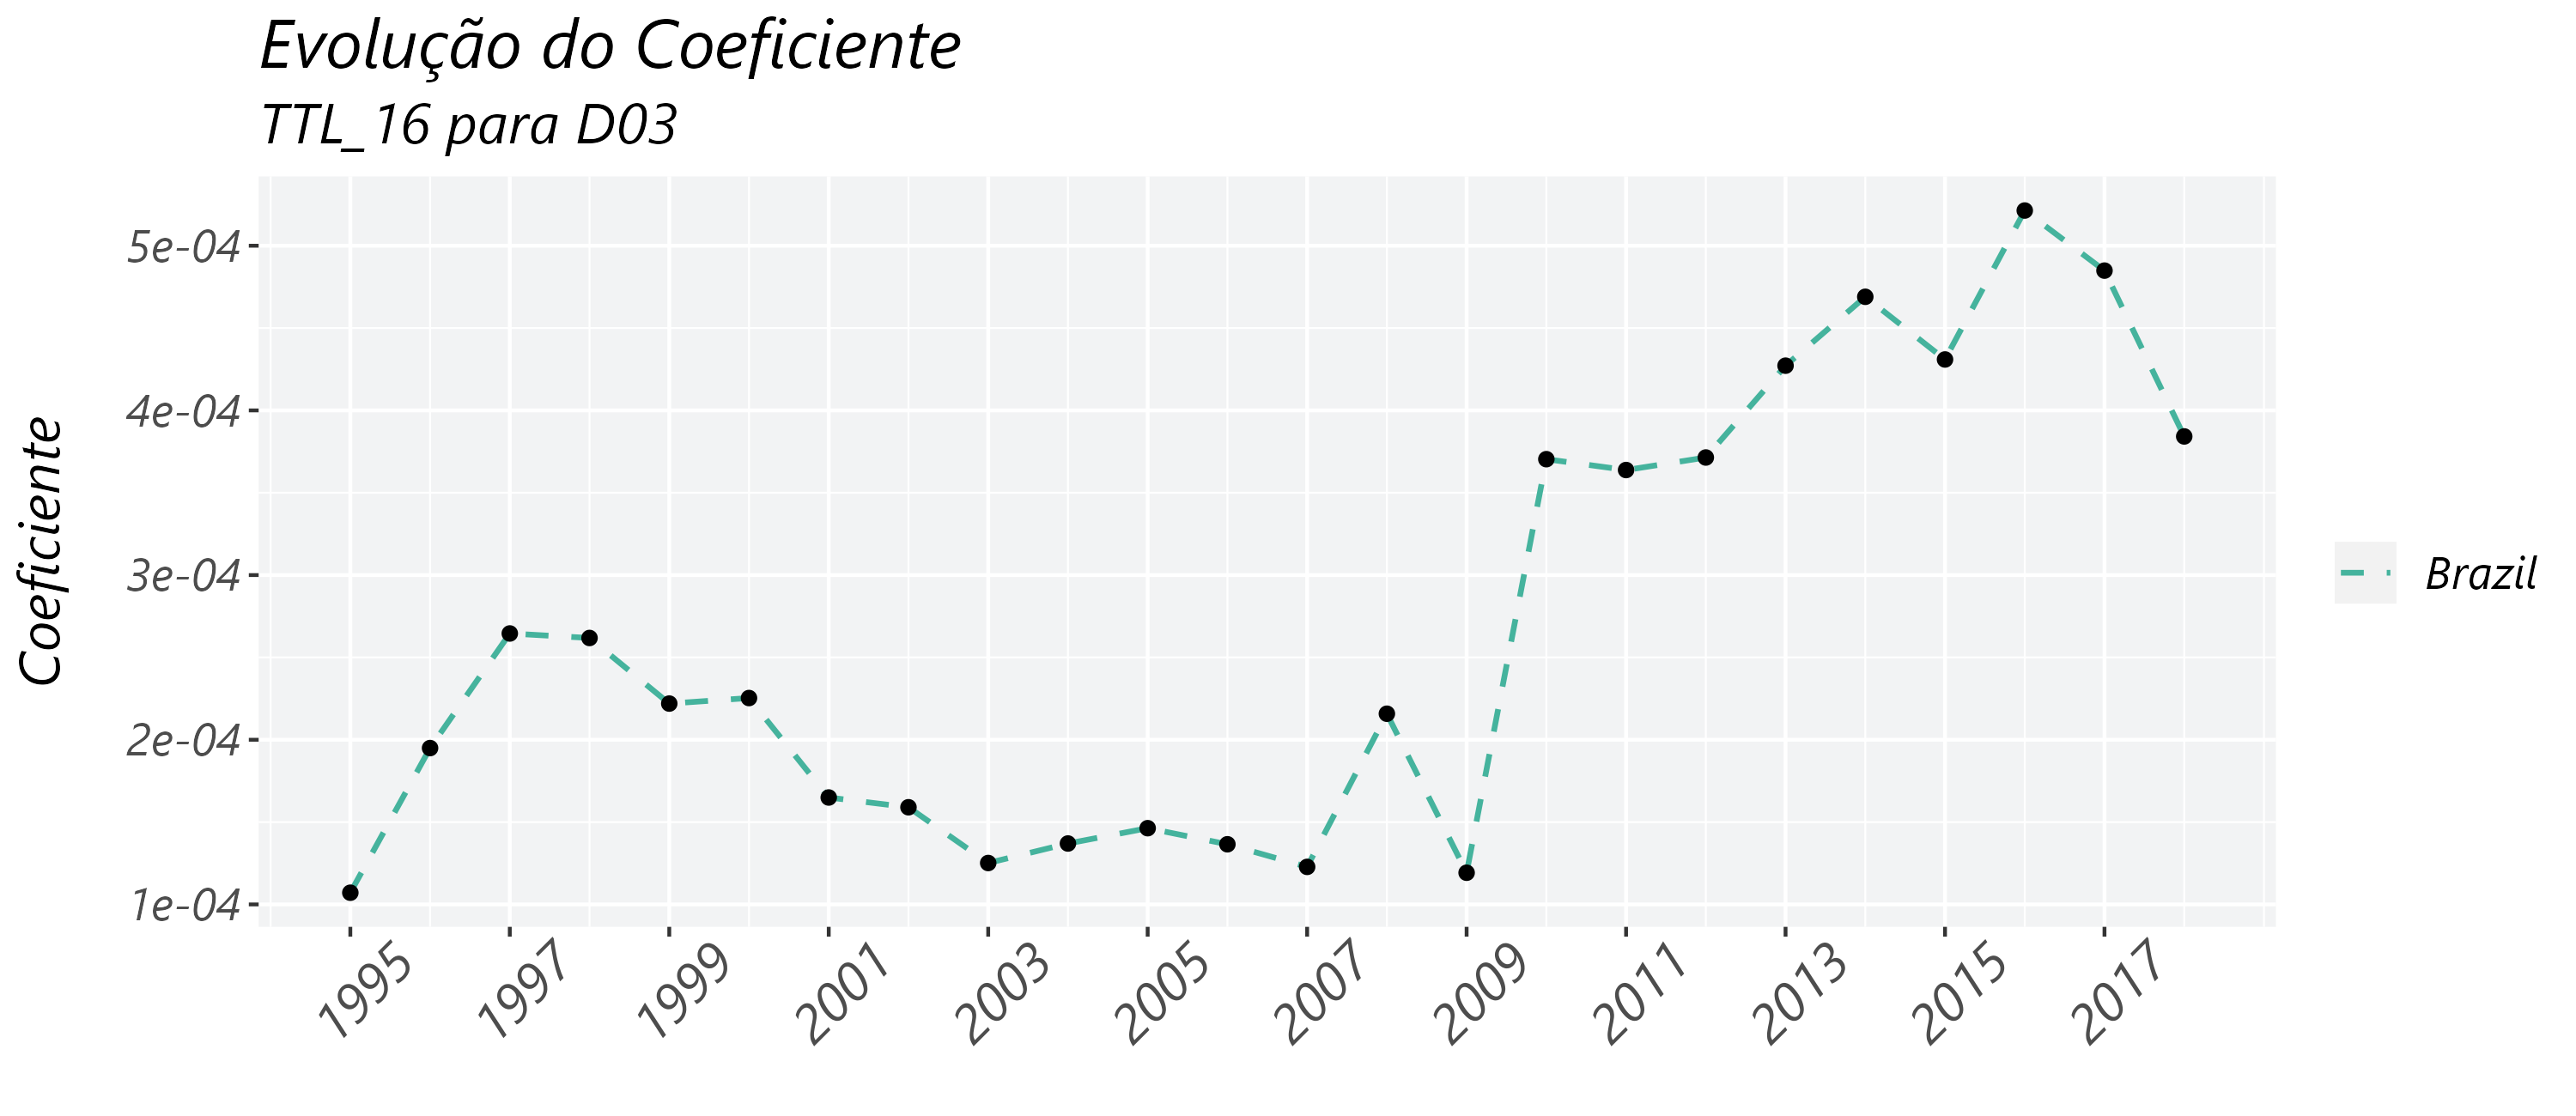 Evolução do Coeficiente
TTL_16 para D03
Coeficiente
5e-04
4e-04
3e-04
2e-04
1e-04
1995
1997
1999
2001
2003
2005
2007
2009
2011
2013
2015
2017
Brazil